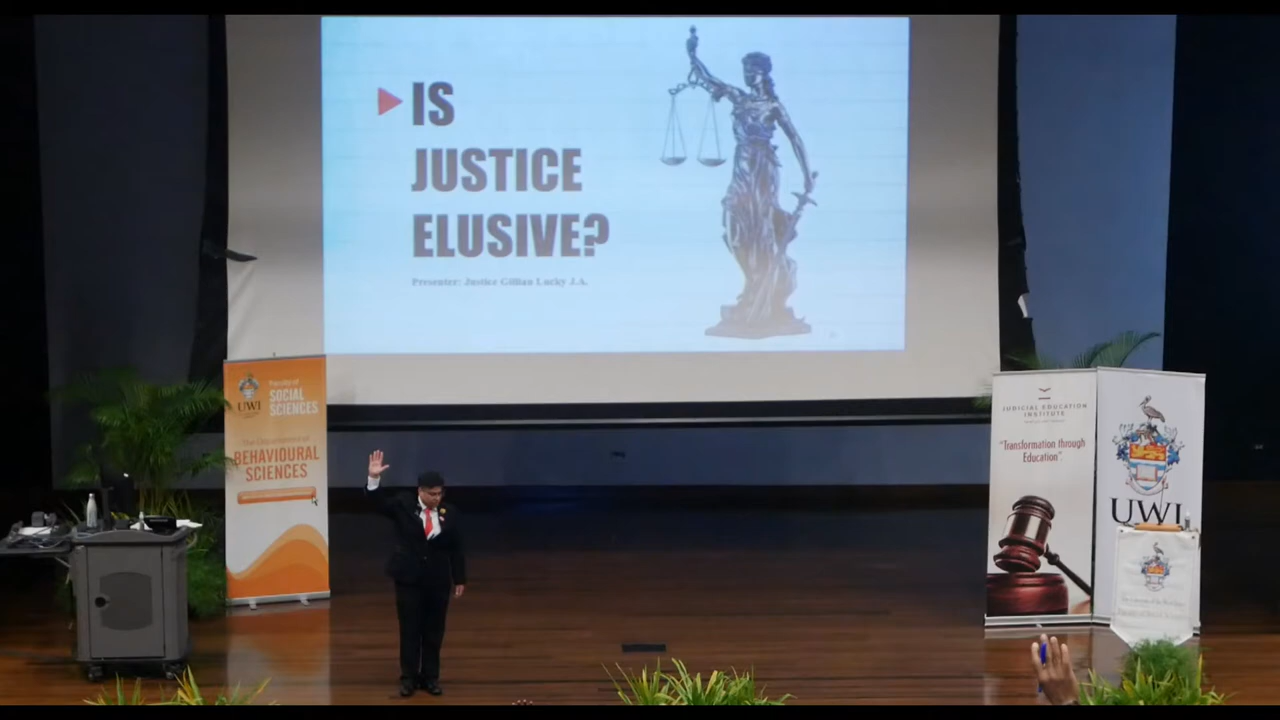 IS
JUSTICE
ELUSIVE?
Presenter: Justice Gillian Lucky J.A.
UWI
Faculty of
SOCIAL
SCIENCES
The Department of
BEHAVIOURAL
SCIENCES
JUDICIAL EDUCATION
INSTITUTE
"Transformation through
Education"
UWI